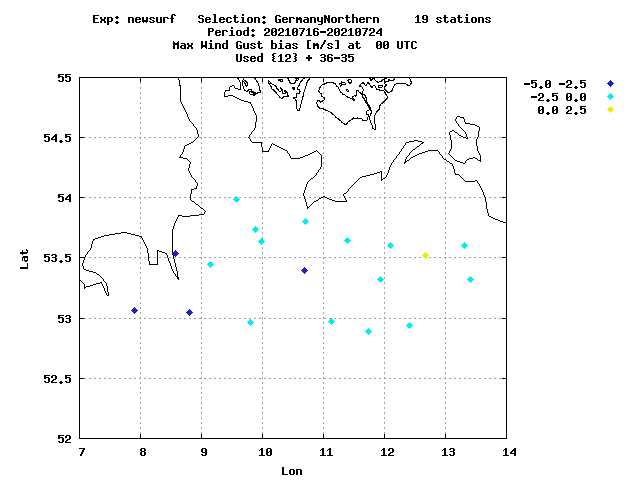 Exp: newsurf   Selection: GermanyNorthern     19 stations
Period: 20210716-20210724
Max Wind Gust bias [m/s] at  00 UTC
Used {12} + 36-35
-5.0 -2.5
-2.5 0.0
0.0 2.5
55
54.5
54
53.5
53
52.5
52
Lat
7 8 9 10 11 12 13 14
Lon